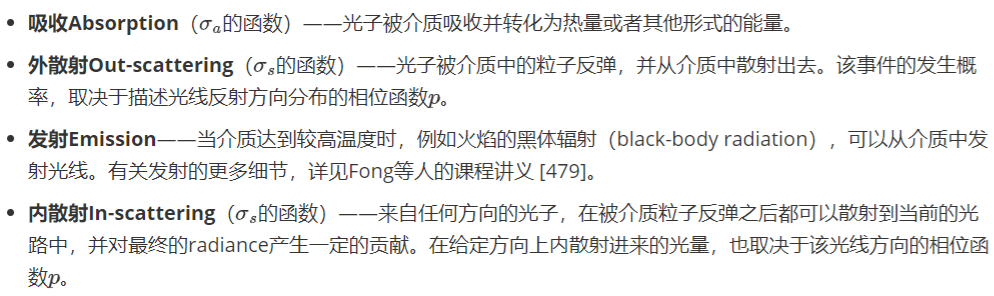 • 吸收Absorption（σₐ的函数）——光子被介质吸收并转化为热量或者其他形式的能量。
• 外散射Out-scattering（σₛ的函数）——光子被介质中的粒子反弹，并从介质中散射出去。该事件的发生概
率，取决于描述光线反射方向分布的相位函数p。
• 发射Emission——当介质达到较高温度时，例如火焰的黑体辐射（black-body radiation），可以从介质中发
射光线。有关发射的更多细节，详见Fong等人的课程讲义 [479]。
• 内散射In-scattering（σₛ的函数）——来自任何方向的光子，在被介质粒子反弹之后都可以散射到当前的光
路中，并对最终的radiance产生一定的贡献。在给定方向上内散射进来的光量，也取决于该光线方向的相位函
数p。